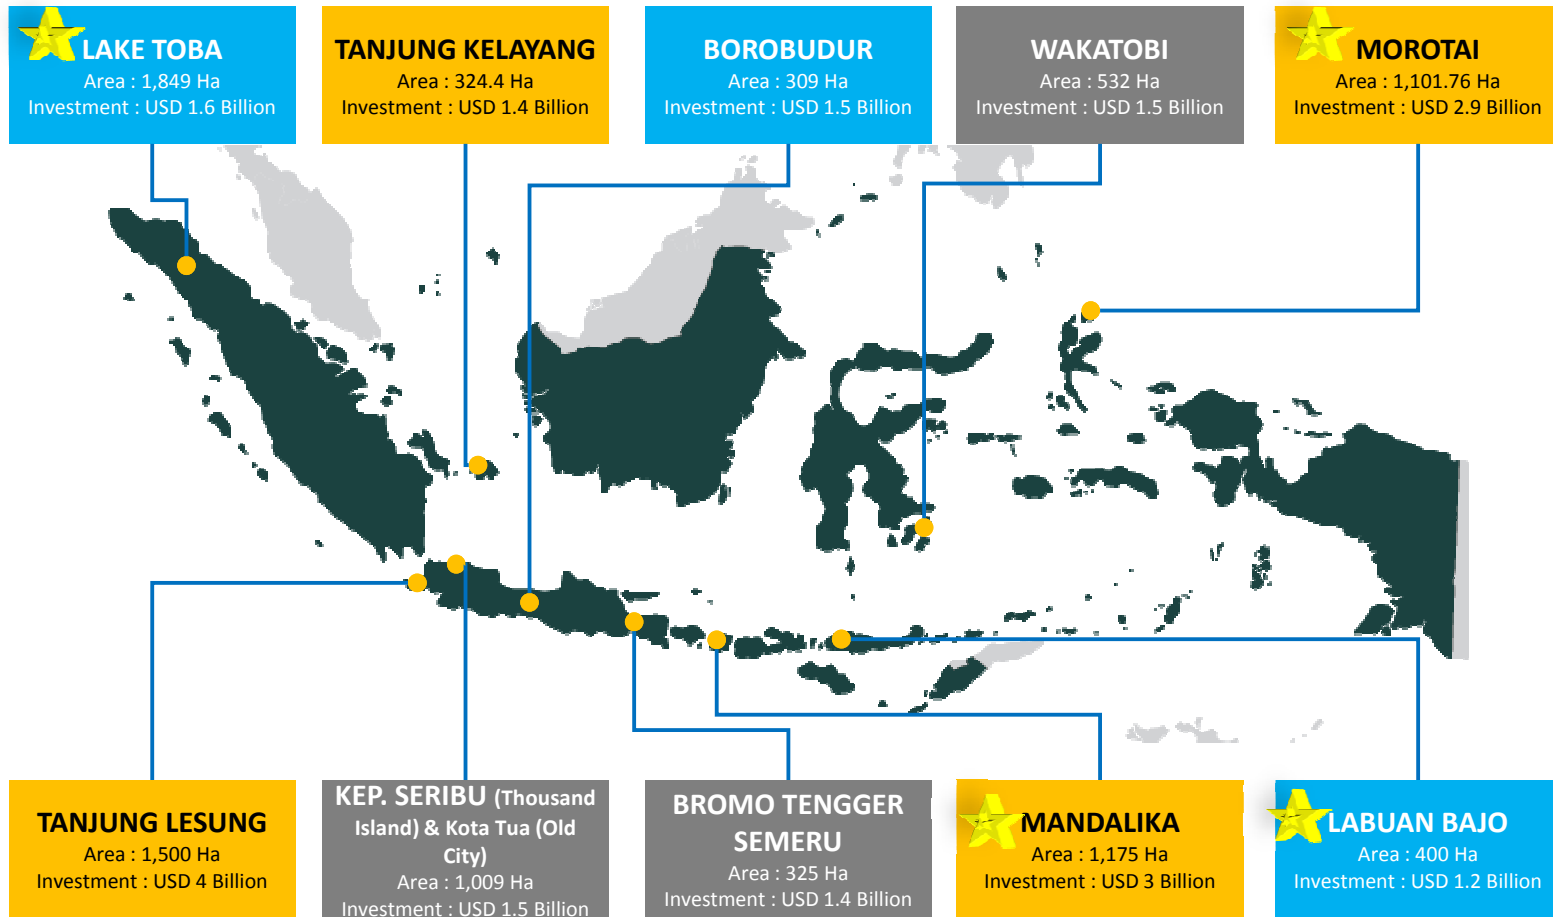 LAKE TOBA
Area : 1,849 Ha
Investment : USD 1.6 Billion
TANJUNG KELAYANG
Area : 324.4 Ha
Investment : USD 1.4 Billion
BOROBUDUR
Area : 309 Ha
Investment : USD 1.5 Billion
WAKATOBI
Area : 532 Ha
Investment : USD 1.5 Billion
MOROTAI
Area : 1,101.76 Ha
Investment : USD 2.9 Billion
TANJUNG LESUNG
Area : 1,500 Ha
Investment : USD 4 Billion
KEP. SERIBU (Thousand
Island) & Kota Tua (Old
City)
Area : 1,009 Ha
Investment : USD 1.5 Billion
BROMO TENGGER
SEMERU
Area : 325 Ha
Investment : USD 1.4 Billion
MANDALIKA
Area : 1,175 Ha
Investment : USD 3 Billion
LABUAN BAJO
Area : 400 Ha
Investment : USD 1.2 Billion